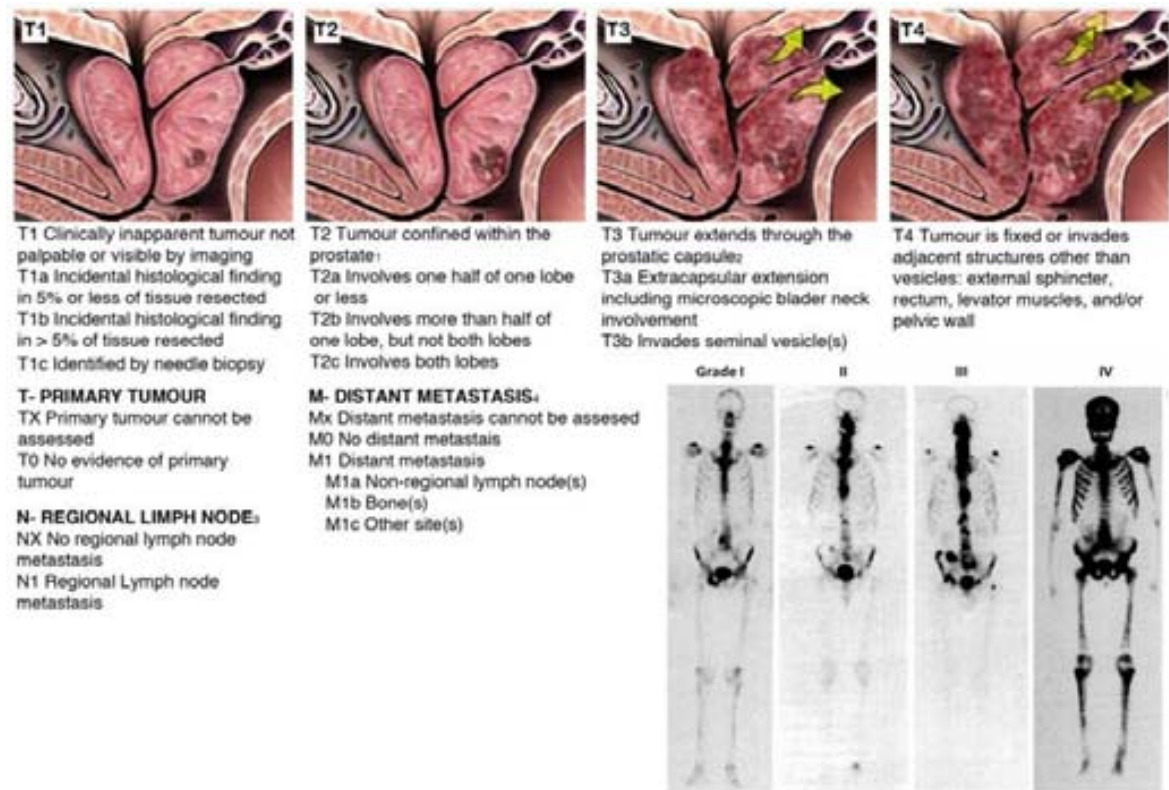 T1
T2
T3
T4
T1 Clinically inapparent tumour not
palpable or visible by imaging
T1a Incidental histological finding
in 5% or less of tissue resected
T1b Incidental histological finding
in > 5% of tissue resected
T1c Identified by needle biopsy
T2 Tumour confined within the
prostate1
T2a Involves one half of one lobe
or less
T2b Involves more than half of
one lobe, but not both lobes
T2c Involves both lobes
T3 Tumour extends through the
prostatic capsule2
T3a Extracapsular extension
including microscopic blader neck
involvement
T3b Invades seminal vesicle(s)
T4 Tumour is fixed or invades
adjacent structures other than
vesicles: external sphincter,
rectum, levator muscles, and/or
pelvic wall
T- PRIMARY TUMOUR
TX Primary tumour cannot be
assessed
T0 No evidence of primary
tumour
N- REGIONAL LIMPH NODE3
NX No regional lymph node
metastasis
N1 Regional Lymph node
metastasis
M- DISTANT METASTASIS4
Mx Distant metastasis cannot be assesed
M0 No distant metastais
M1 Distant metastasis
M1a Non-regional lymph node(s)
M1b Bone(s)
M1c Other site(s)
Grade I
II
III
IV